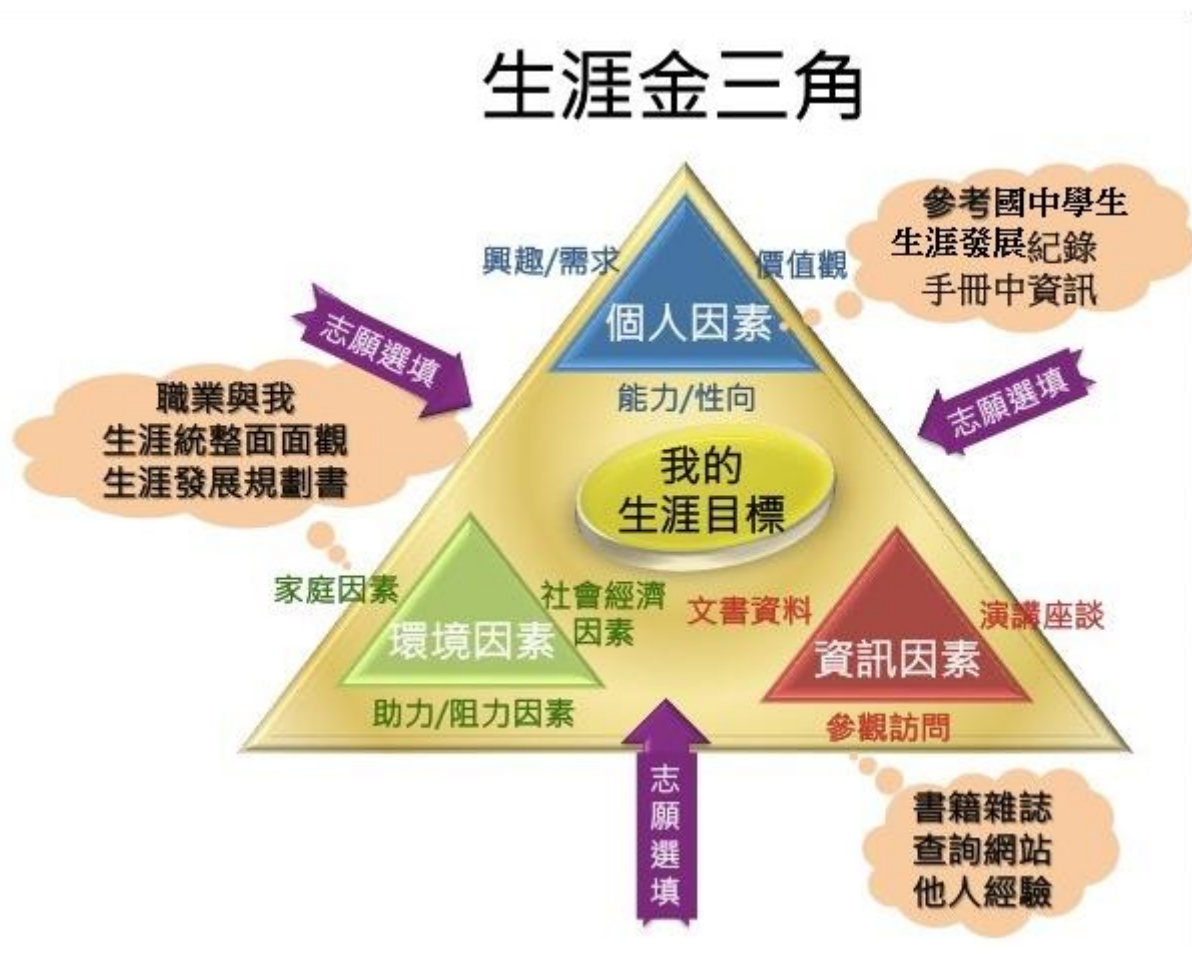 生涯金三角
參考國中學生
生涯發展紀錄
手冊中資訊
興趣/需求
價值觀
個人因素
能力/性向
志願選填
志願選填
職業與我
生涯統整面面觀
生涯發展規劃書
我的
生涯目標
家庭因素
社會經濟
因素
環境因素
助力/阻力因素
文書資料
演講座談
資訊因素
參觀訪問
志願選填
書籍雜誌
查詢網站
他人經驗